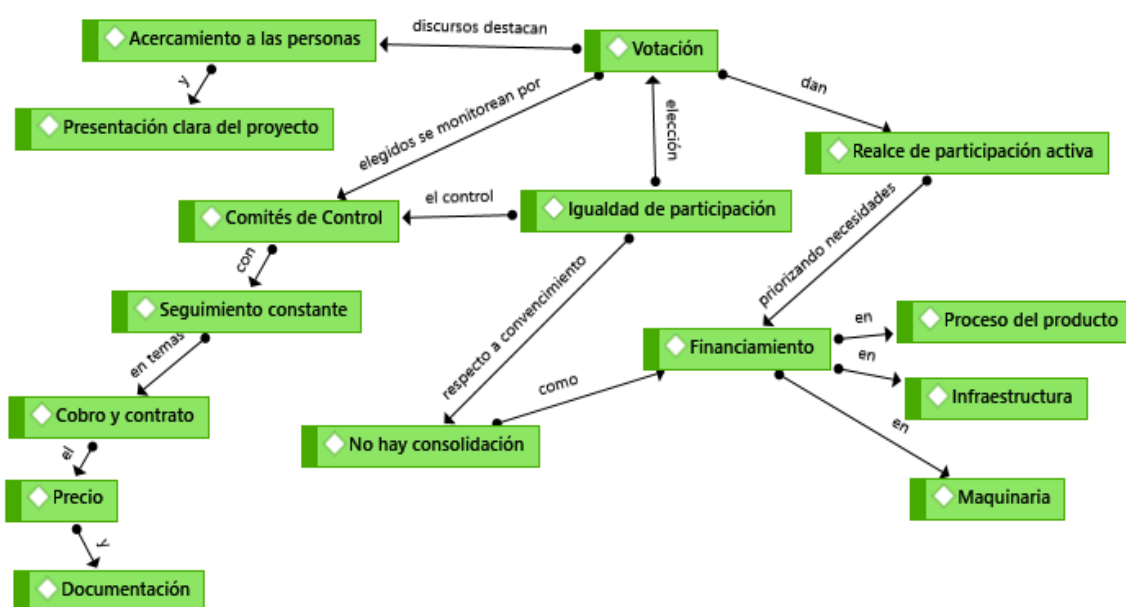 discursos destacan
Acercamiento a las personas
Votación
y
dan
elegidos se monitorean por
elección
Presentación clara del proyecto
Realce de participación activa
el control
Igualdad de participación
Comités de Control
con
priorizando necesidades
respecto a convencimiento
Seguimiento constante
en
Proceso del producto
Financiamiento
en temas
en
como
Infraestructura
Cobro y contrato
en
No hay consolidación
el
Precio
Maquinaria
y
Documentación